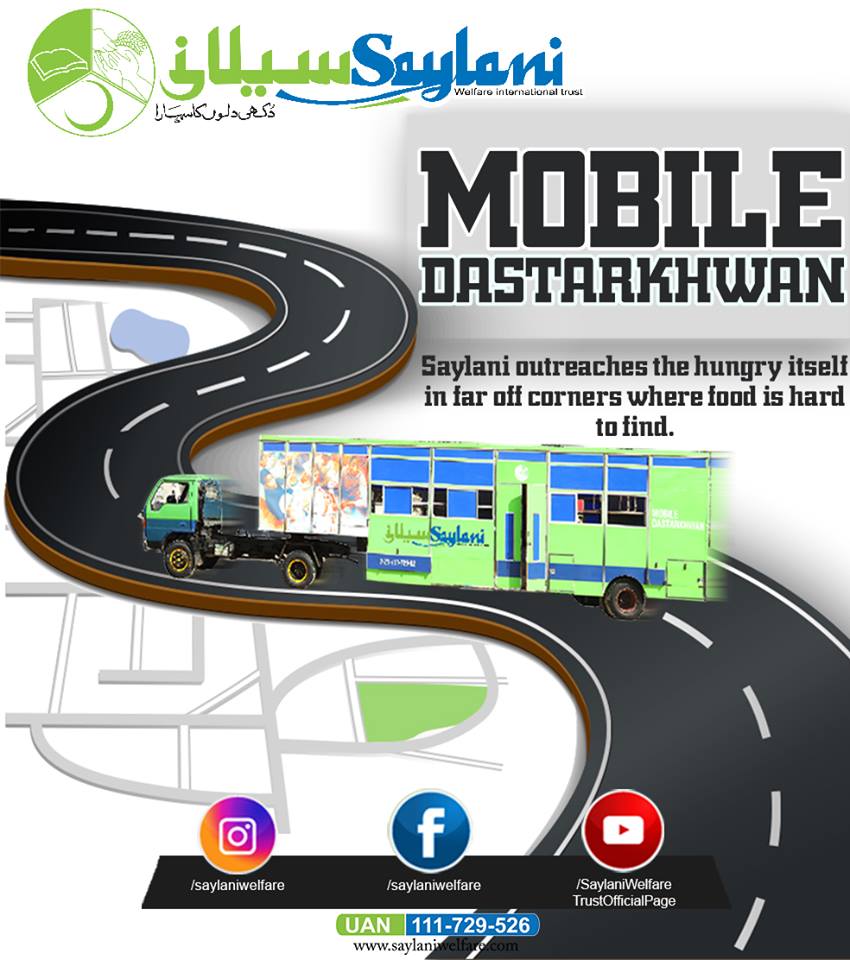 سیلانی Saylani
Welfare international trust
دُکھی دلوں کا سہارا
MOBILE
DASTARKHWAN
Saylani outreaches the hungry itself
in far off corners where food is hard
to find.
MOBILE
DASTARKHWAN
سیلانی Saylani
/saylaniwelfare
/saylaniwelfare
/SaylaniWelfare
TrustOfficialPage
UAN 111-729-526
www.saylaniwelfare.com